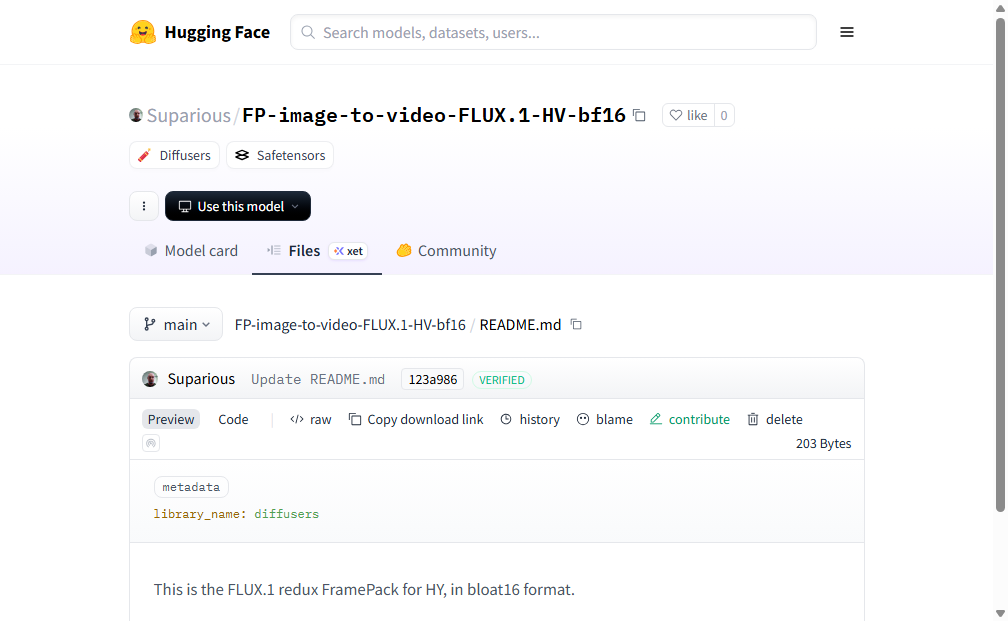 Hugging Face
Search models, datasets, users...
Suparious/FP-image-to-video-FLUX.1-HV-bf16
like 0
Diffusers Safetensors
Use this model
Model card Files xet Community
main FP-image-to-video-FLUX.1-HV-bf16 / README.md
Suparious Update README.md 123a986 VERIFIED
Preview Code | </> raw Copy download link history blame contribute delete
203 Bytes
metadata
library_name: diffusers
This is the FLUX.1 redux FramePack for HY, in bloat16 format.